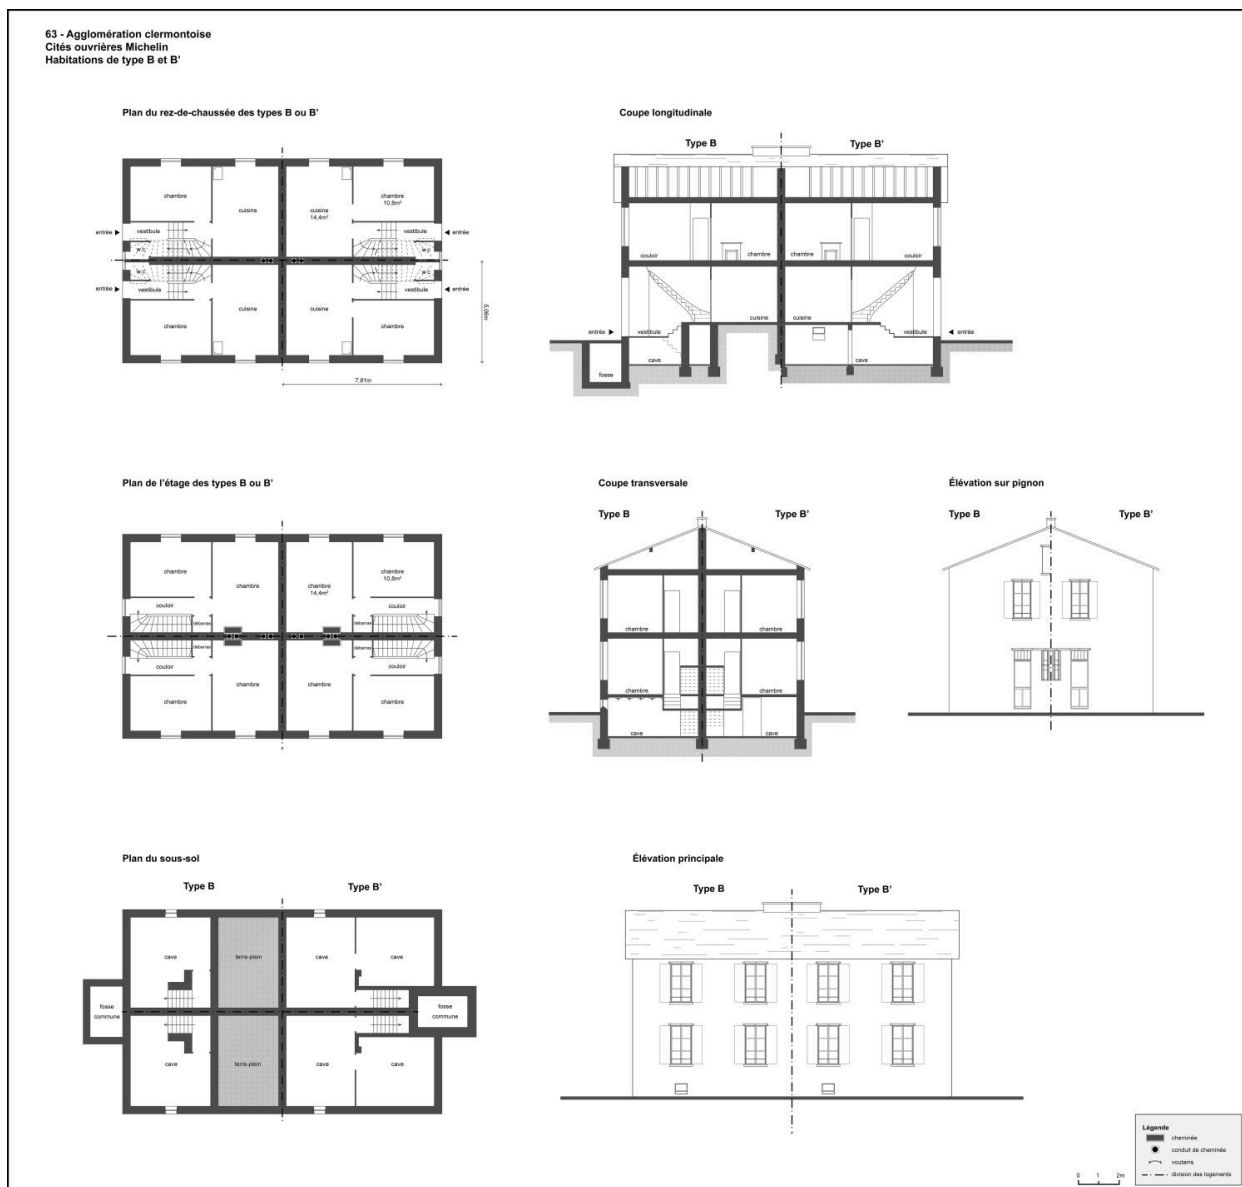 63 - Agglomération clermontoise
Cités ouvrières Michelin
Habitations de type B et B'
Plan du rez-de-chaussée des types B ou B'
chambre
cuisine
cuisine
14,4m²
chambre
10,8m²
entrée
vestibule
vestibule
entrée
w.c
w.c
w.c
w.c
entrée
vestibule
vestibule
entrée
chambre
cuisine
cuisine
chambre
5,06m
7,91m
Coupe longitudinale
Type B
Type B'
couloir
chambre
chambre
couloir
entrée
vestibule
cuisine
cuisine
vestibule
entrée
cave
cave
fosse
Plan de l'étage des types B ou B'
chambre
chambre
chambre
14,4m²
chambre
10,8m²
couloir
couloir
débarras
débarras
débarras
débarras
couloir
couloir
chambre
chambre
chambre
chambre
Coupe transversale
Type B
Type B'
chambre
chambre
chambre
chambre
cave
cave
Élévation sur pignon
Type B
Type B'
Plan du sous-sol
Type B
Type B'
cave
terre-plein
cave
cave
fosse
commune
fosse
commune
cave
terre-plein
cave
cave
Élévation principale
Type B
Type B'
Légende
cheminée
conduit de cheminée
voutains
division des logements
0 1 2m